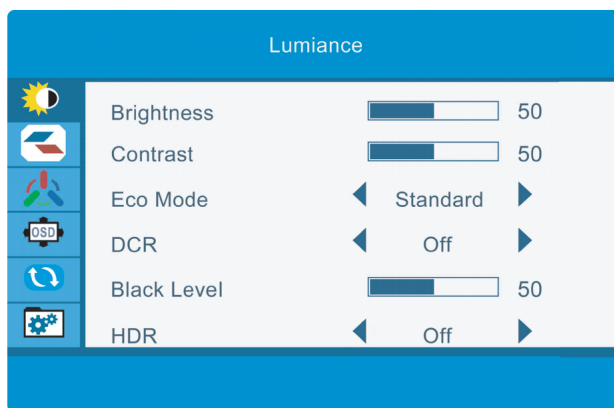 Lumiance
Brightness 50
Contrast 50
Eco Mode Standard
OSD
DCR Off
Black Level 50
HDR Off